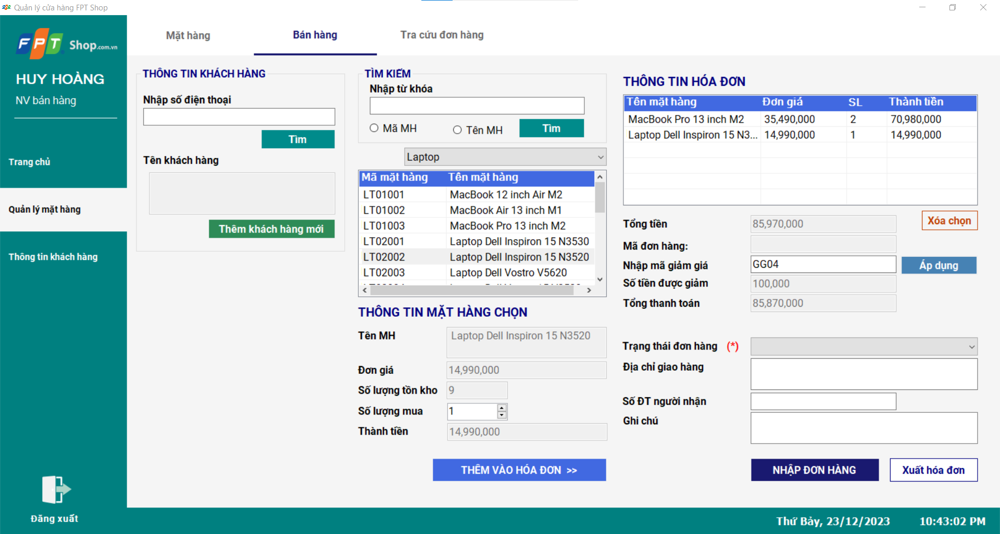 Quản lý cửa hàng FPT Shop
FPT Shop.com.vn
HUY HOÀNG
NV bán hàng
Trang chủ
Quản lý mặt hàng
Thông tin khách hàng
Đăng xuất
Mặt hàng
Bán hàng
Tra cứu đơn hàng
THÔNG TIN KHÁCH HÀNG
Nhập số điện thoại
Tìm
Tên khách hàng
Thêm khách hàng mới
TÌM KIẾM
Nhập từ khóa
Mã MH
Tên MH
Tìm
Laptop
Mã mặt hàng Tên mặt hàng
LT01001 MacBook 12 inch Air M2
LT01002 MacBook Air 13 inch M1
LT01003 MacBook Pro 13 inch M2
LT02001 Laptop Dell Inspiron 15 N3530
LT02002 Laptop Dell Inspiron 15 N3520
LT02003 Laptop Dell Vostro V5620
THÔNG TIN MẶT HÀNG CHỌN
Tên MH Laptop Dell Inspiron 15 N3520
Đơn giá 14,990,000
Số lượng tồn kho 9
Số lượng mua 1
Thành tiền 14,990,000
THÊM VÀO HÓA ĐƠN >>
THÔNG TIN HÓA ĐƠN
Tên mặt hàng Đơn giá SL Thành tiền
MacBook Pro 13 inch M2 35,490,000 2 70,980,000
Laptop Dell Inspiron 15 N3... 14,990,000 1 14,990,000
Tổng tiền 85,970,000 Xóa chọn
Mã đơn hàng:
Nhập mã giảm giá GG04 Áp dụng
Số tiền được giảm 100,000
Tổng thanh toán 85,870,000
Trạng thái đơn hàng (*)
Địa chỉ giao hàng
Số ĐT người nhận
Ghi chú
NHẬP ĐƠN HÀNG
Xuất hóa đơn
Thứ Bảy, 23/12/2023 10:43:02 PM